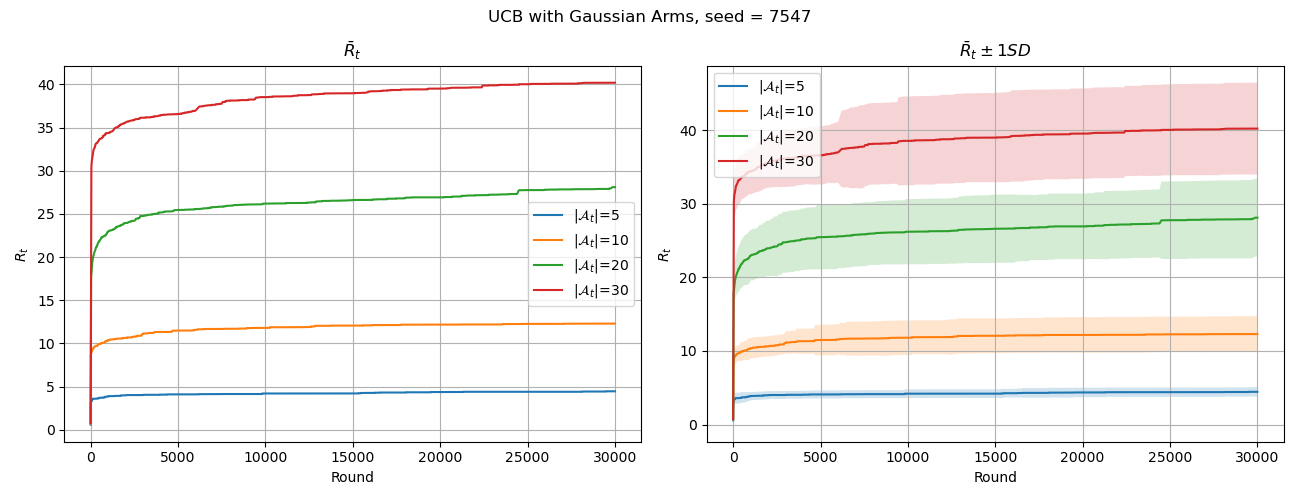 UCB with Gaussian Arms, seed = 7547
R̄ₜ
40
35
30
25
20
15
10
5
0
Rₜ
|𝒜ₜ|=5
|𝒜ₜ|=10
|𝒜ₜ|=20
|𝒜ₜ|=30
0 5000 10000 15000 20000 25000 30000
Round
R̄ₜ ± 1SD
40
30
20
10
0
Rₜ
|𝒜ₜ|=5
|𝒜ₜ|=10
|𝒜ₜ|=20
|𝒜ₜ|=30
0 5000 10000 15000 20000 25000 30000
Round